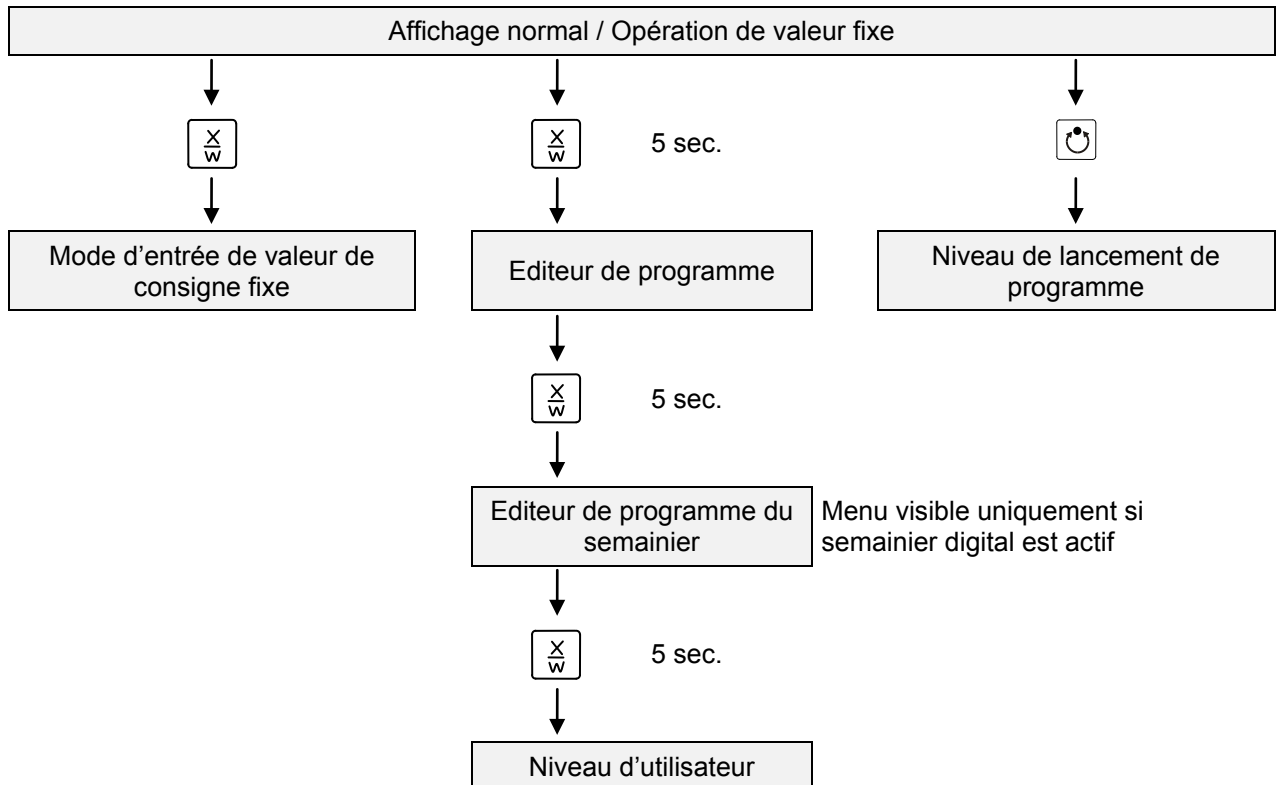 Affichage normal / Opération de valeur fixe
X
W
X
W
5 sec.
Mode d’entrée de valeur de
consigne fixe
Editeur de programme
Niveau de lancement de
programme
X
W
5 sec.
Editeur de programme du
semainier
Menu visible uniquement si
semainier digital est actif
X
W
5 sec.
Niveau d’utilisateur